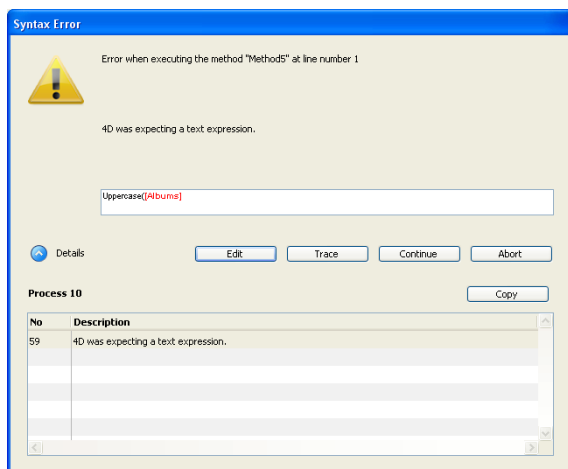 Syntax Error
Error when executing the method "Method5" at line number 1
4D was expecting a text expression.
Uppercase([Albums]
Details
Edit
Trace
Continue
Abort
Process 10
Copy
No Description
59 4D was expecting a text expression.